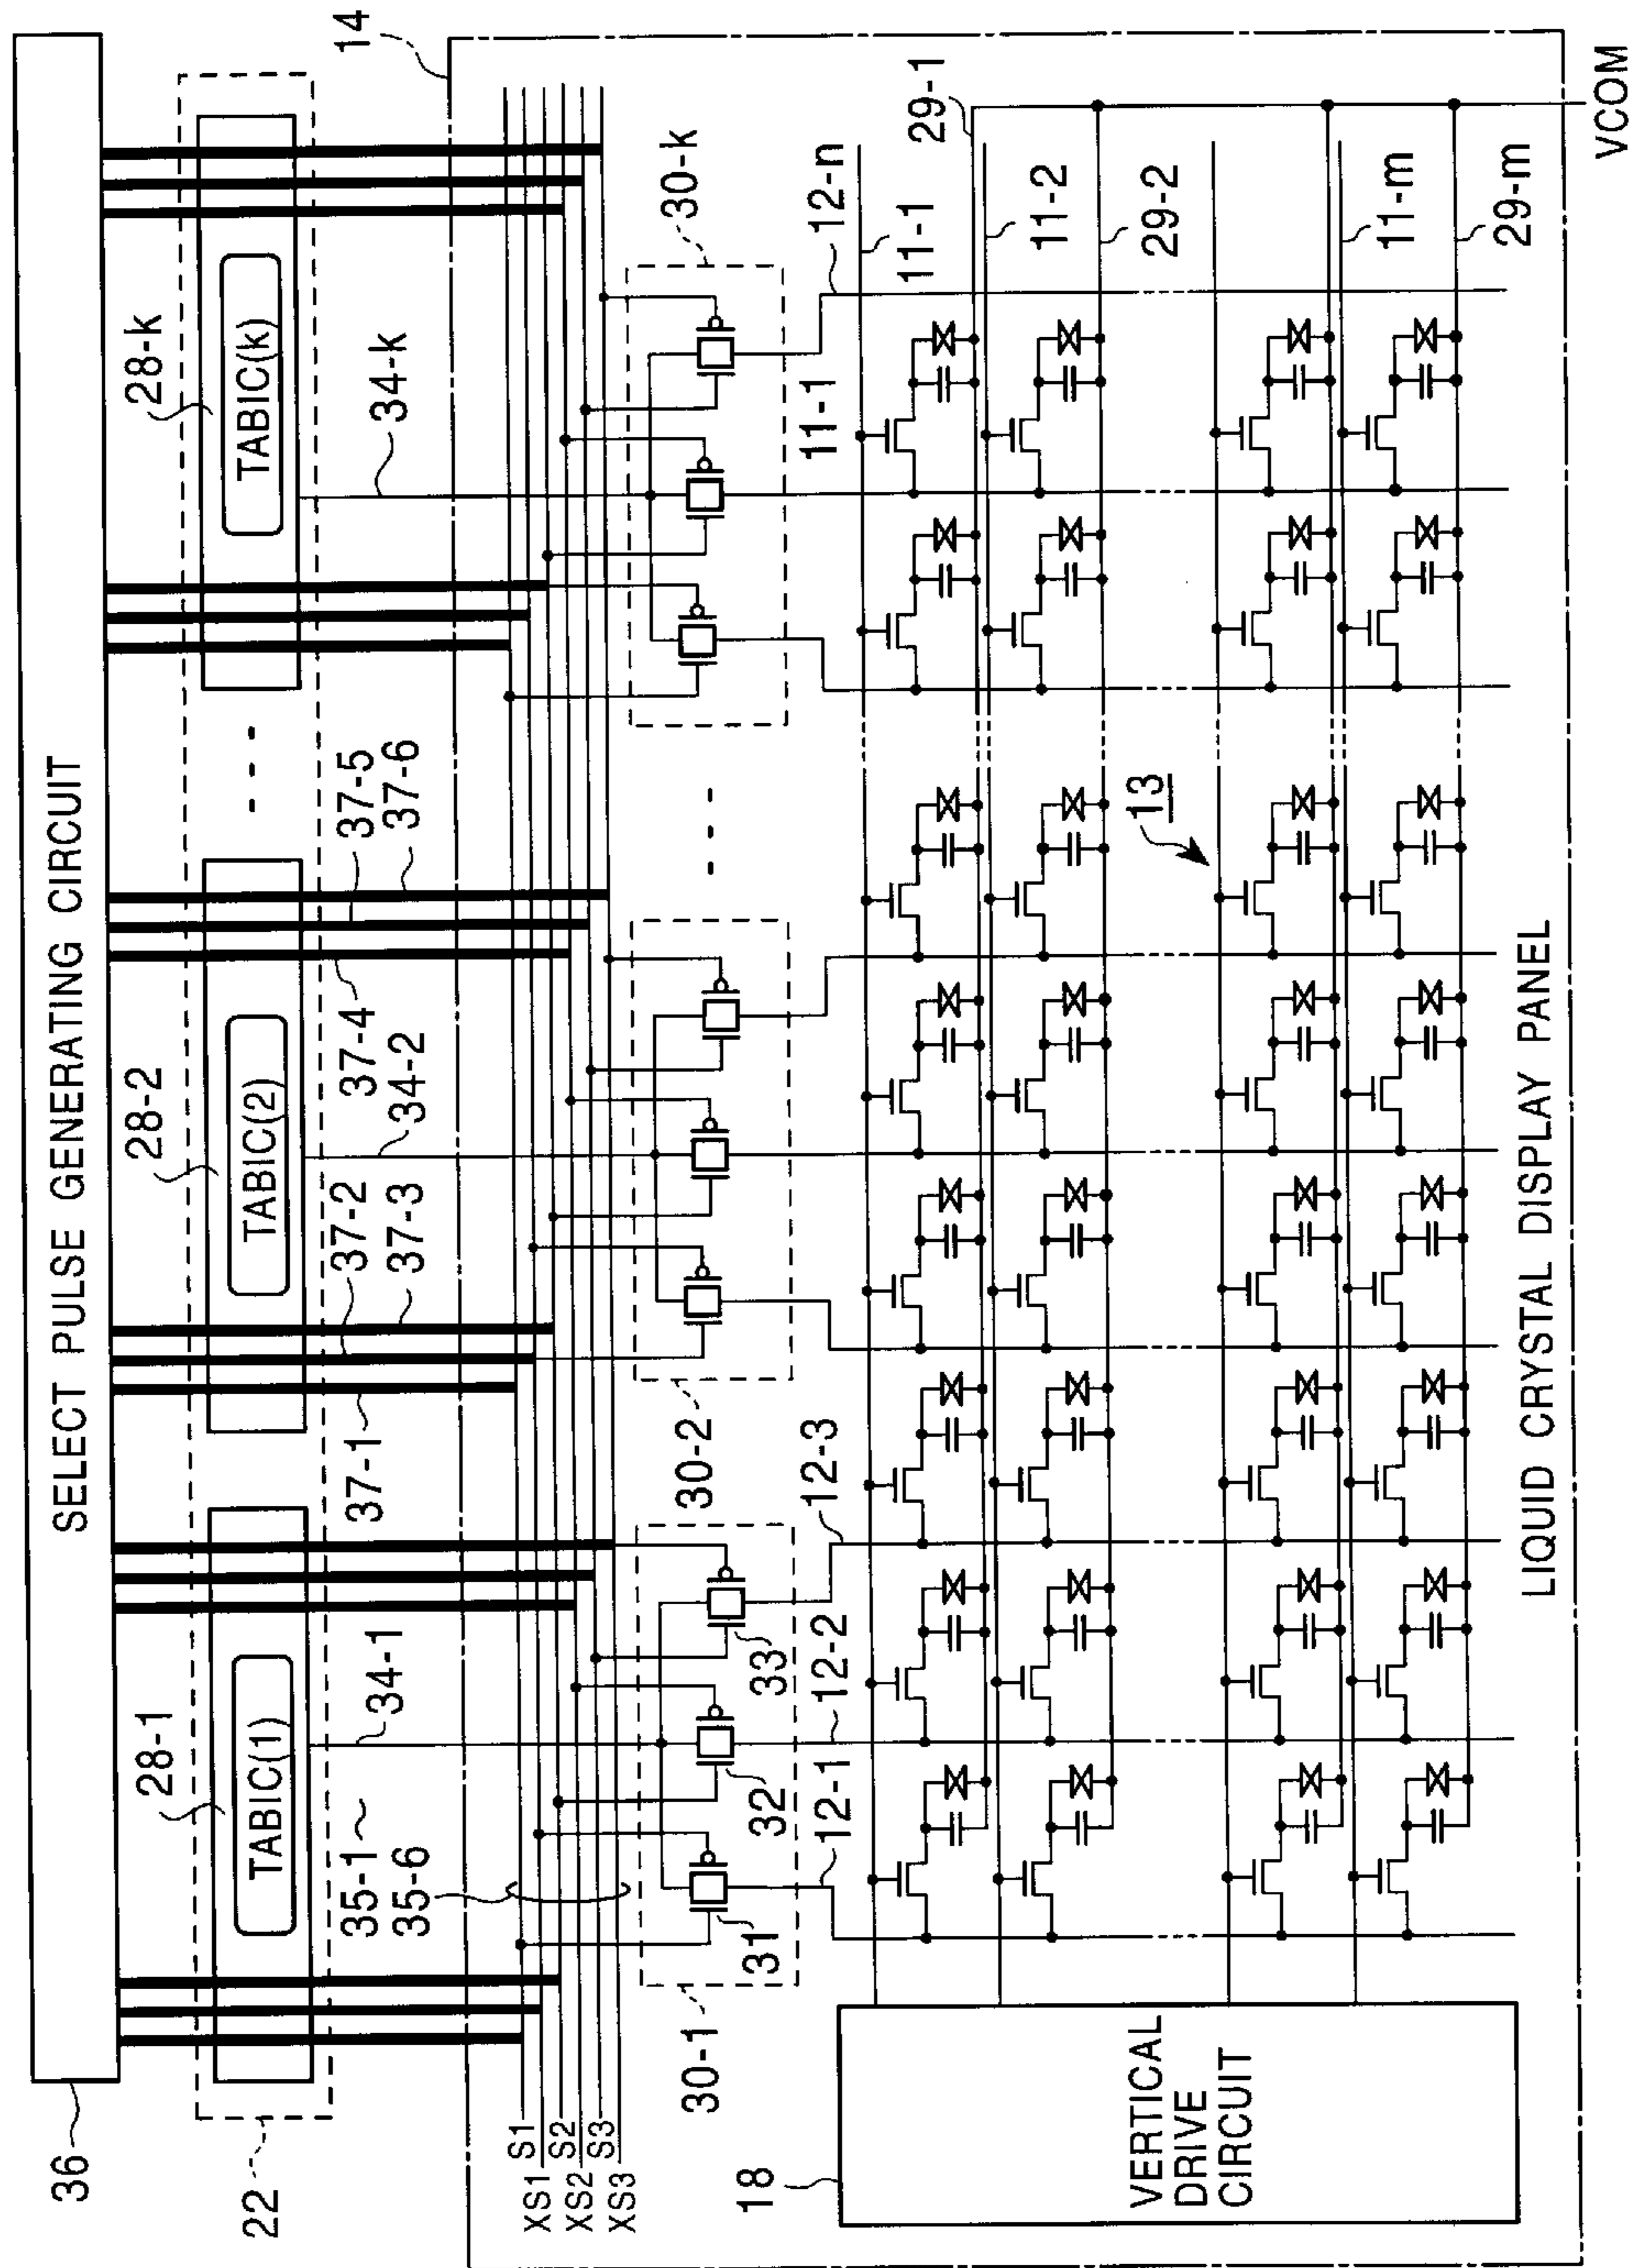 36
SELECT PULSE GENERATING CIRCUIT
22
28-1
TABIC(1)
28-2
TABIC(2)
28-k
TABIC(k)
34-1
35-1 ~
35-6
37-1
37-2
37-3
37-4
34-2
37-5
37-6
34-k
14
S1
XS1
S2
XS2
S3
XS3
30-1
31
32
33
30-2
30-k
12-1
12-2
12-3
11-1
12-n
11-1
29-1
11-2
29-2
11-m
29-m
13
18
VERTICAL
DRIVE
CIRCUIT
LIQUID CRYSTAL DISPLAY PANEL
VCOM